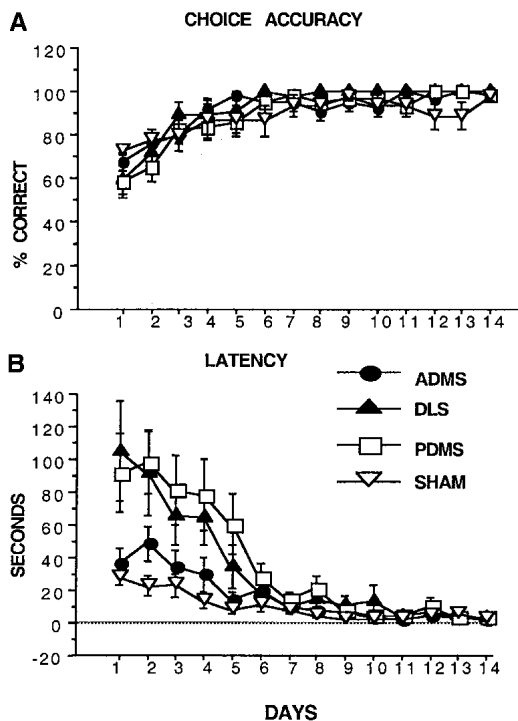 A
CHOICE ACCURACY
120
100
80
60
40
20
0
% CORRECT
1 2 3 4 5 6 7 8 9 10 11 12 13 14
B
LATENCY
ADMS
DLS
PDMS
SHAM
140
120
100
80
60
40
20
0
-20
SECONDS
1 2 3 4 5 6 7 8 9 10 11 12 13 14
DAYS